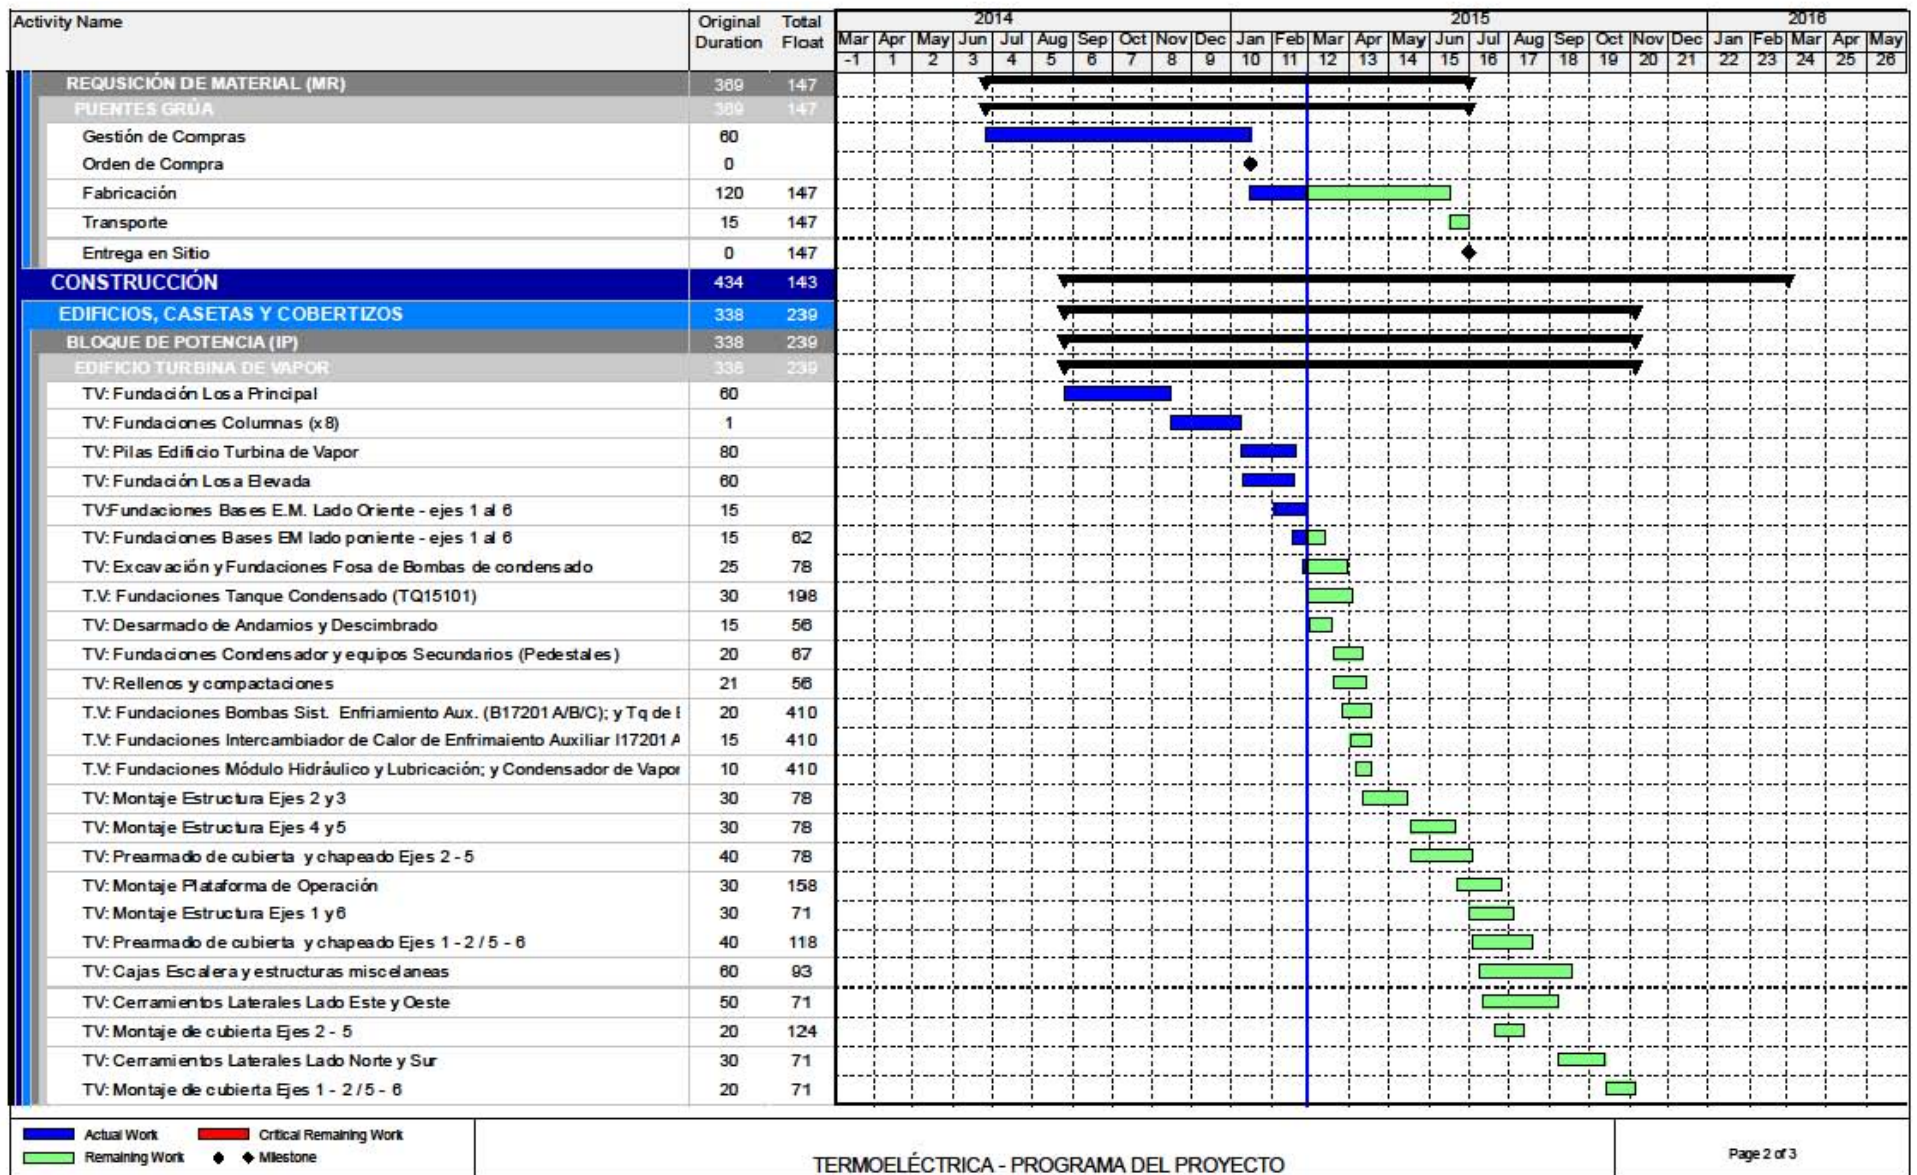 Activity Name Original Duration Total Float 2014 2015 2016
Mar Apr May Jun Jul Aug Sep Oct Nov Dec Jan Feb Mar Apr May Jun Jul Aug Sep Oct Nov Dec Jan Feb Mar Apr May
-1 1 2 3 4 5 6 7 8 9 10 11 12 13 14 15 16 17 18 19 20 21 22 23 24 25 26
REQUSICIÓN DE MATERIAL (MR) 369 147
PUENTES GRÚA 369 147
Gestión de Compras 60
Orden de Compra 0
Fabricación 120 147
Transporte 15 147
Entrega en Sitio 0 147
CONSTRUCCIÓN 434 143
EDIFICIOS, CASETAS Y COBERTIZOS 338 239
BLOQUE DE POTENCIA (IP) 338 239
EDIFICIO TURBINA DE VAPOR 338 239
TV: Fundación Losa Principal 60
TV: Fundaciones Columnas (x8) 1
TV: Pilas Edificio Turbina de Vapor 80
TV: Fundación Losa Elevada 60
TV:Fundaciones Bases E.M. Lado Oriente - ejes 1 al 6 15
TV: Fundaciones Bases EM lado poniente - ejes 1 al 6 15 62
TV: Excavación y Fundaciones Fosa de Bombas de condensado 25 78
T.V: Fundaciones Tanque Condensado (TQ15101) 30 198
TV: Desarmado de Andamios y Descimbrado 15 56
TV: Fundaciones Condensador y equipos Secundarios (Pedestales) 20 67
TV: Rellenos y compactaciones 21 56
T.V: Fundaciones Bombas Sist. Enfriamiento Aux. (B17201 A/B/C); y Tq de E 20 410
T.V: Fundaciones Intercambiador de Calor de Enfrimaiento Auxiliar I17201 A 15 410
T.V: Fundaciones Módulo Hidráulico y Lubricación; y Condensador de Vapor 10 410
TV: Montaje Estructura Ejes 2 y 3 30 78
TV: Montaje Estructura Ejes 4 y 5 30 78
TV: Prearmado de cubierta y chapeado Ejes 2 - 5 40 78
TV: Montaje Plataforma de Operación 30 158
TV: Montaje Estructura Ejes 1 y 6 30 71
TV: Prearmado de cubierta y chapeado Ejes 1 - 2 / 5 - 6 40 118
TV: Cajas Escalera y estructuras miscelaneas 60 93
TV: Cerramientos Laterales Lado Este y Oeste 50 71
TV: Montaje de cubierta Ejes 2 - 5 20 124
TV: Cerramientos Laterales Lado Norte y Sur 30 71
TV: Montaje de cubierta Ejes 1 - 2 / 5 - 6 20 71
Actual Work Critical Remaining Work
Remaining Work Milestone
TERMOELÉCTRICA - PROGRAMA DEL PROYECTO
Page 2 of 3